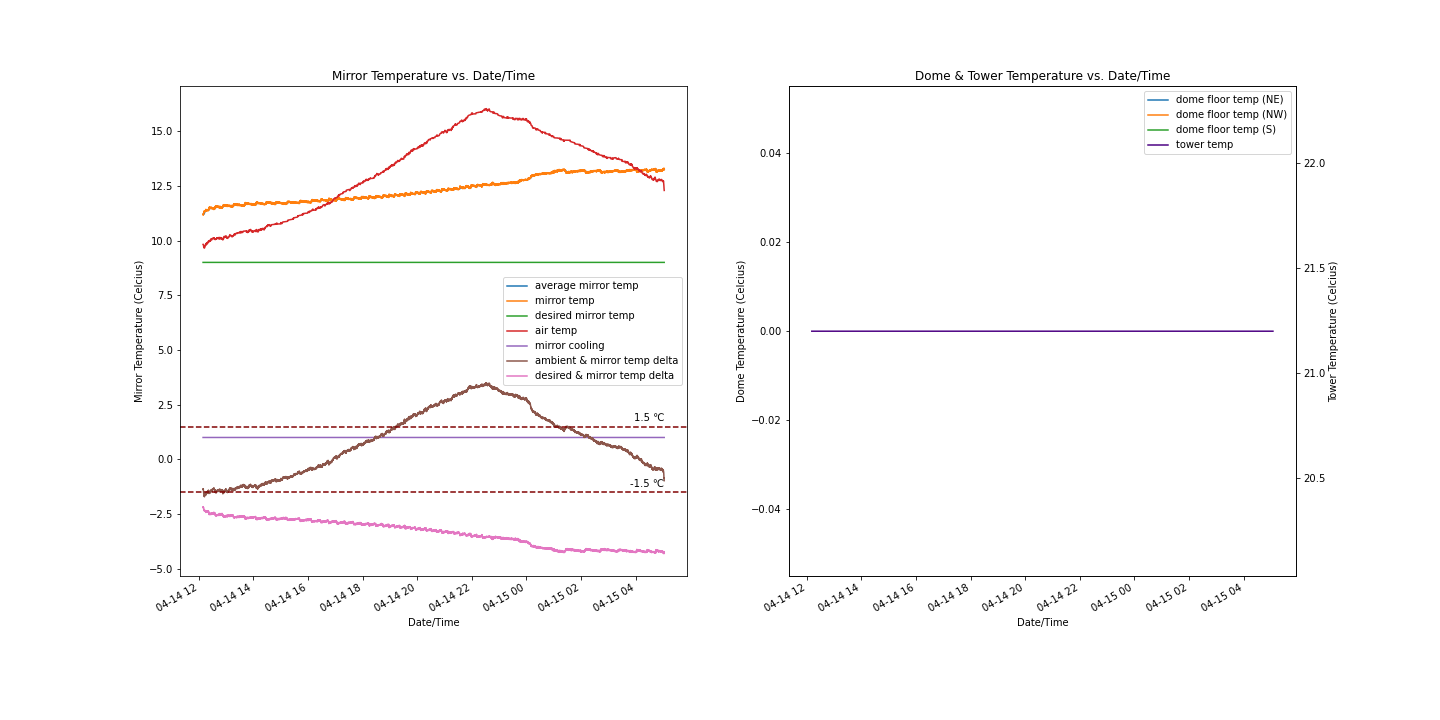 Mirror Temperature vs. Date/Time
Mirror Temperature (Celcius)
15.0
12.5
10.0
7.5
5.0
2.5
0.0
−2.5
−5.0
average mirror temp
mirror temp
desired mirror temp
air temp
mirror cooling
ambient & mirror temp delta
desired & mirror temp delta
1.5 °C
-1.5 °C
04-14 12
04-14 14
04-14 16
04-14 18
04-14 20
04-14 22
04-15 00
04-15 02
04-15 04
Date/Time
Dome & Tower Temperature vs. Date/Time
Dome Temperature (Celcius)
0.04
0.02
0.00
−0.02
−0.04
dome floor temp (NE)
dome floor temp (NW)
dome floor temp (S)
tower temp
22.0
21.5
21.0
20.5
Tower Temperature (Celcius)
04-14 12
04-14 14
04-14 16
04-14 18
04-14 20
04-14 22
04-15 00
04-15 02
04-15 04
Date/Time